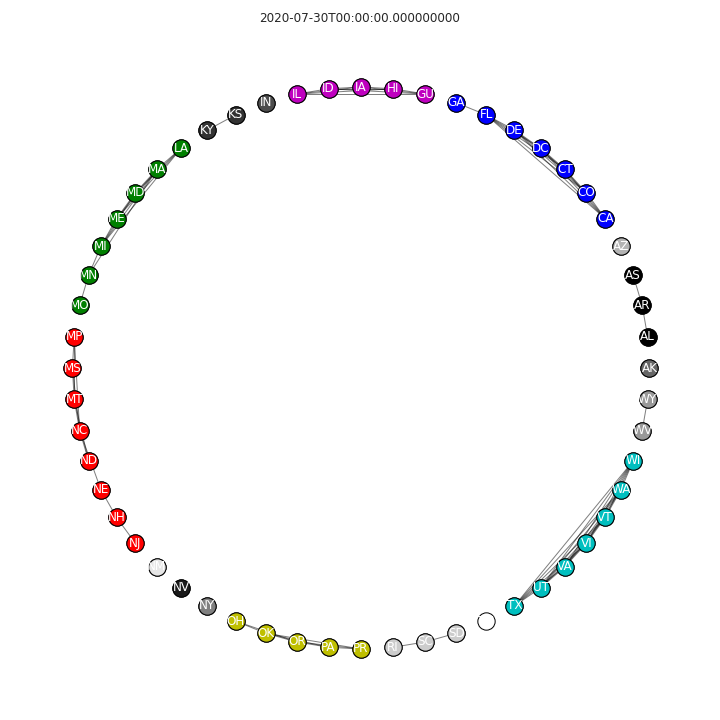 2020-07-30T00:00:00.000000000
AK
AL
AR
AS
AZ
CA
CO
CT
DC
DE
FL
GA
GU
HI
IA
ID
IL
IN
KS
KY
LA
MA
MD
ME
MI
MN
MO
MP
MS
MT
NC
ND
NE
NH
NJ
NV
NY
OH
OK
OR
PA
PR
RI
SC
SD
TX
UT
VA
VI
VT
WA
WI
WV
WY